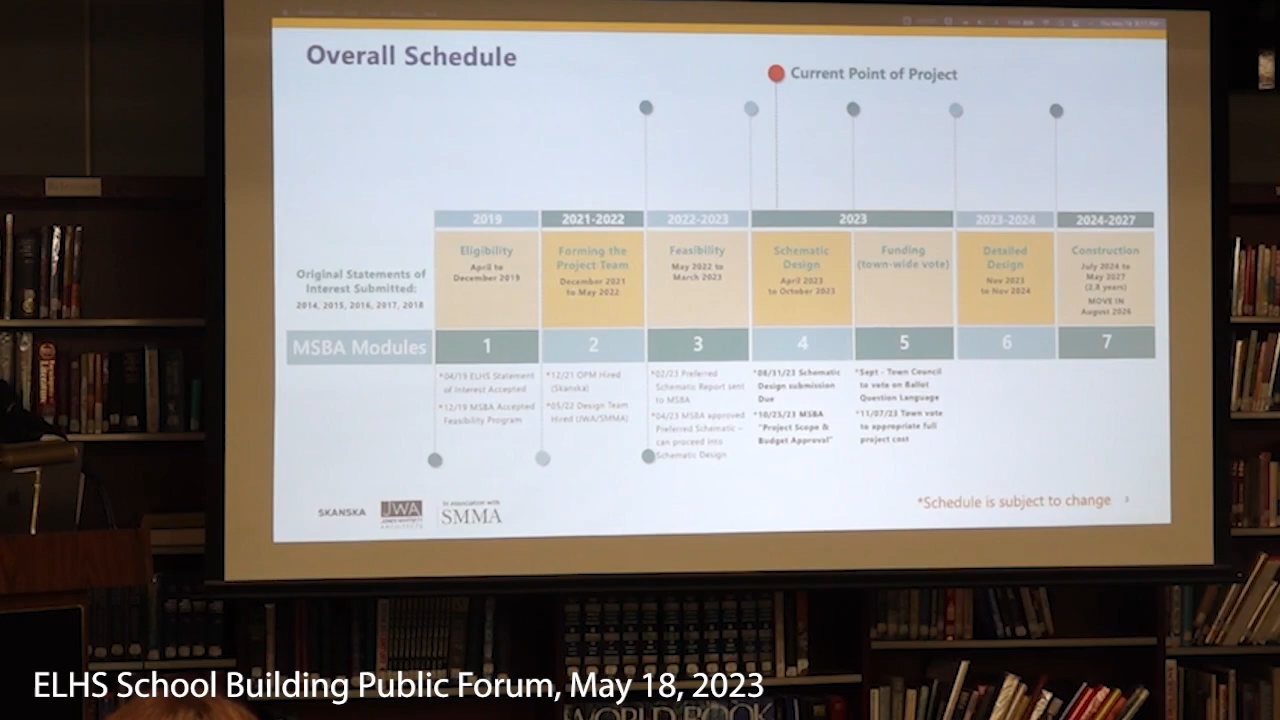 Overall Schedule
Current Point of Project
2019
2021-2022
2022-2023
2023
2023-2024
2024-2027
Original Statements of
Interest Submitted:
2014, 2015, 2016, 2017, 2018
Eligibility
April to
December 2019
Forming the
Project Team
December 2021
to May 2022
Feasibility
May 2022 to
March 2023
Schematic
Design
April 2023
to October 2023
Funding
(town-wide vote)
Detailed
Design
Nov 2023
to Nov 2024
Construction
July 2024 to
May 2027
(2.8 years)
MOVE IN
August 2026
MSBA Modules
1
2
3
4
5
6
7
*04/19 ELHS Statement
of Interest Accepted
*12/19 MSBA Accepted
Feasibility Program
*12/21 OPM Hired
(Skanska)
*05/22 Design Team
Hired (JWA/SMMA)
*02/23 Preferred
Schematic Report sent
to MSBA
*04/23 MSBA approved
Preferred Schematic –
can proceed into
Schematic Design
*08/31/23 Schematic
Design submission
Due
*10/25/23 MSBA
"Project Scope &
Budget Approval"
*Sept - Town Council
to vote on Ballot
Question Language
*11/07/23 Town vote
to appropriate full
project cost
SKANSKA
JWA
ARCHITECTS
in association with
SMMA
*Schedule is subject to change
3
WORLD BOOK
ELHS School Building Public Forum, May 18, 2023